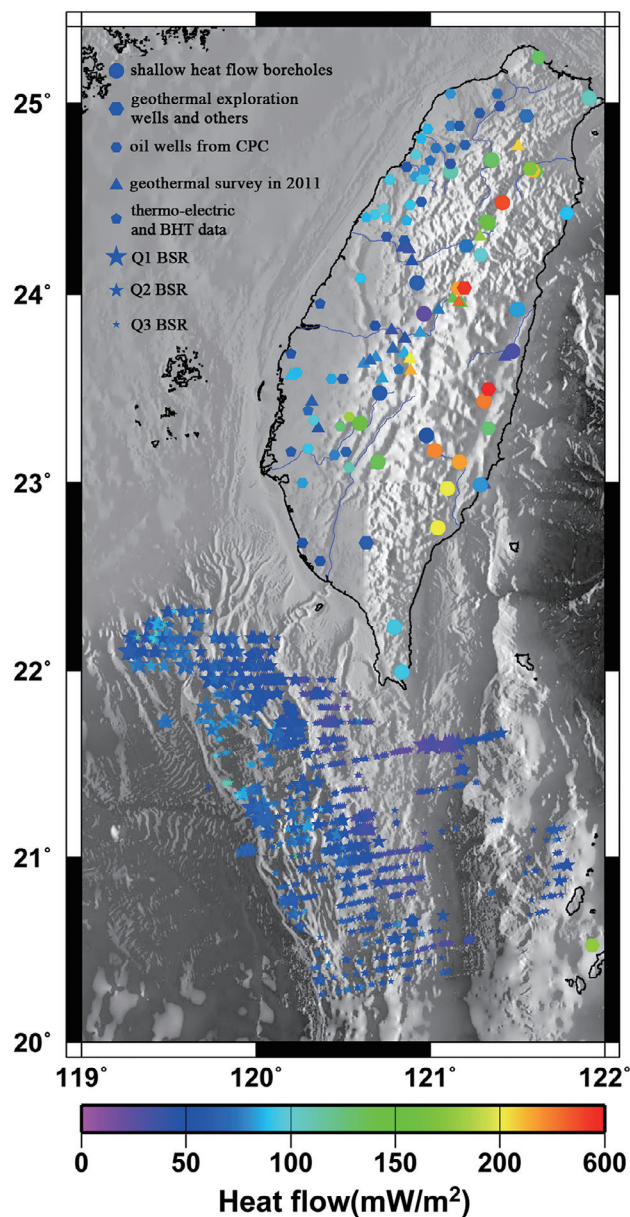 shallow heat flow boreholes
geothermal exploration
wells and others
oil wells from CPC
geothermal survey in 2011
thermo-electric
and BHT data
Q1 BSR
Q2 BSR
Q3 BSR
25˚
24˚
23˚
22˚
21˚
20˚
119˚ 120˚ 121˚ 122˚
0 50 100 150 200 600
Heat flow(mW/m²)